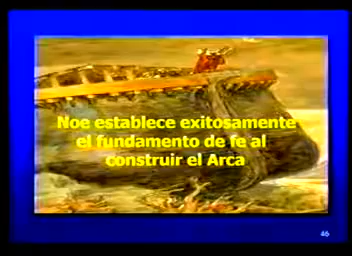 Noe establece exitosamente
el fundamento de fe al
construir el Arca
46